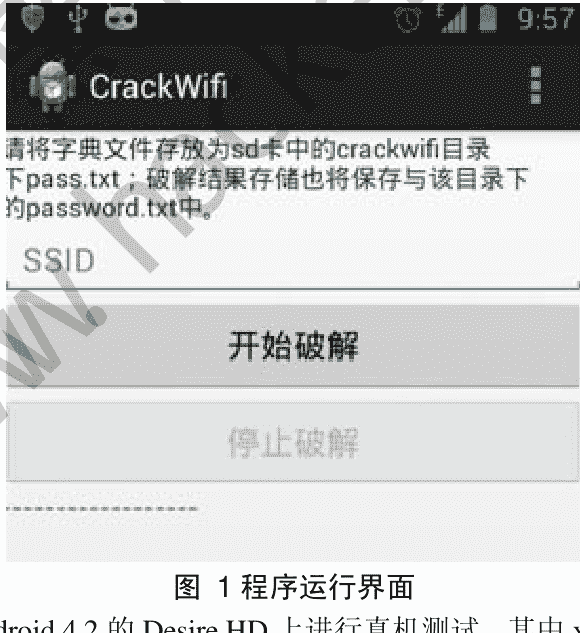 9:57
CrackWifi
请将字典文件存放为sd卡中的crackwifi目录
下pass.txt；破解结果存储也将保存与该目录下
的password.txt中。
SSID
开始破解
停止破解
------------------
图 1 程序运行界面
droid 4.2 的 Desire HD 上进行真机测试，其中